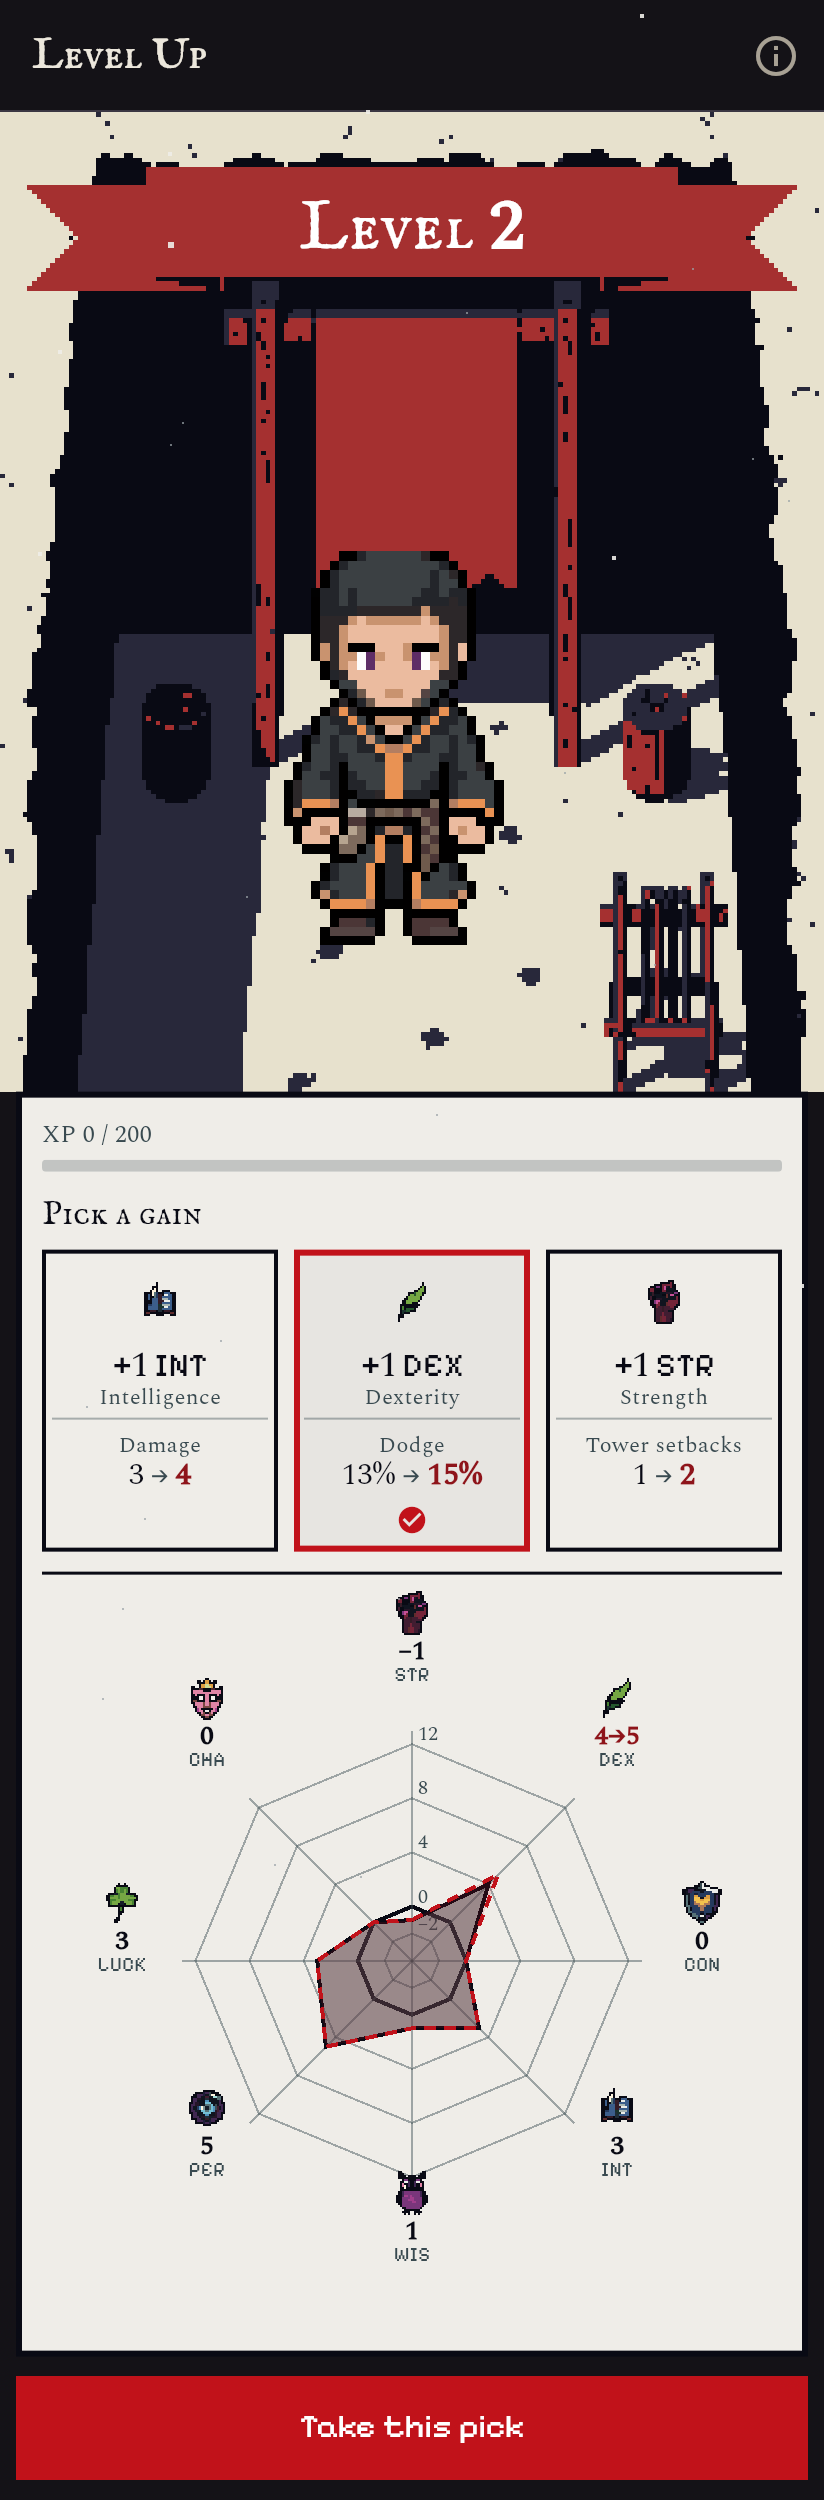 Level Up
Level 2
XP 0 / 200
Pick a gain
+1 INT
Intelligence
Damage
3 → 4
+1 DEX
Dexterity
Dodge
13% → 15%
+1 STR
Strength
Tower setbacks
1 → 2
−1
STR
0
CHA
4→5
DEX
12
8
4
0
−2
3
LUCK
0
CON
5
PER
3
INT
1
WIS
Take this pick